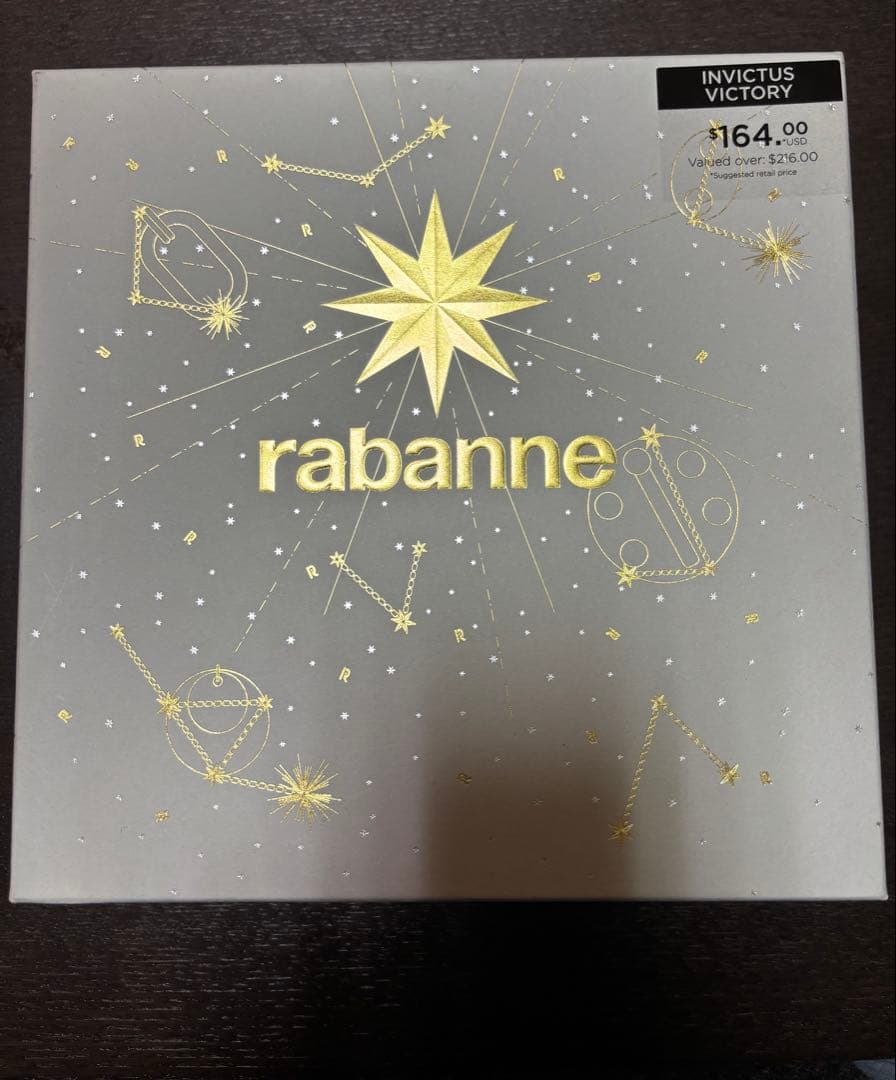 INVICTUS
VICTORY
$164.00
*USD
Valued over: $216.00
*Suggested retail price
rabanne